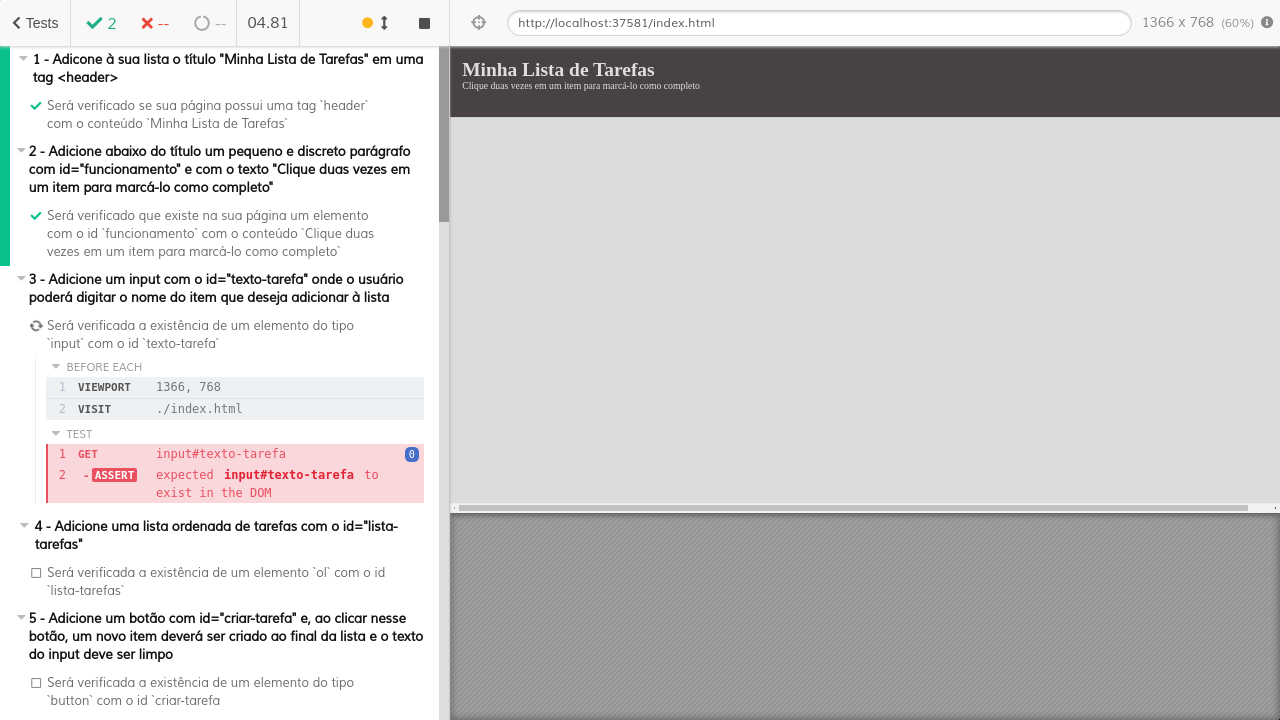 Tests
2
--
--
04.81
http://localhost:37581/index.html
1366 x 768 (60%)
1 - Adicone à sua lista o título "Minha Lista de Tarefas" em uma
tag <header>
Será verificado se sua página possui uma tag `header`
com o conteúdo `Minha Lista de Tarefas`
2 - Adicione abaixo do título um pequeno e discreto parágrafo
com id="funcionamento" e com o texto "Clique duas vezes em
um item para marcá-lo como completo"
Será verificado que existe na sua página um elemento
com o id `funcionamento` com o conteúdo `Clique duas
vezes em um item para marcá-lo como completo`
3 - Adicione um input com o id="texto-tarefa" onde o usuário
poderá digitar o nome do item que deseja adicionar à lista
Será verificada a existência de um elemento do tipo
`input` com o id `texto-tarefa`
BEFORE EACH
1 VIEWPORT 1366, 768
2 VISIT ./index.html
TEST
1 GET input#texto-tarefa 0
2 - ASSERT expected input#texto-tarefa to
exist in the DOM
4 - Adicione uma lista ordenada de tarefas com o id="lista-
tarefas"
Será verificada a existência de um elemento `ol` com o id
`lista-tarefas`
5 - Adicione um botão com id="criar-tarefa" e, ao clicar nesse
botão, um novo item deverá ser criado ao final da lista e o texto
do input deve ser limpo
Será verificada a existência de um elemento do tipo
`button` com o id `criar-tarefa
Minha Lista de Tarefas
Clique duas vezes em um item para marcá-lo como completo